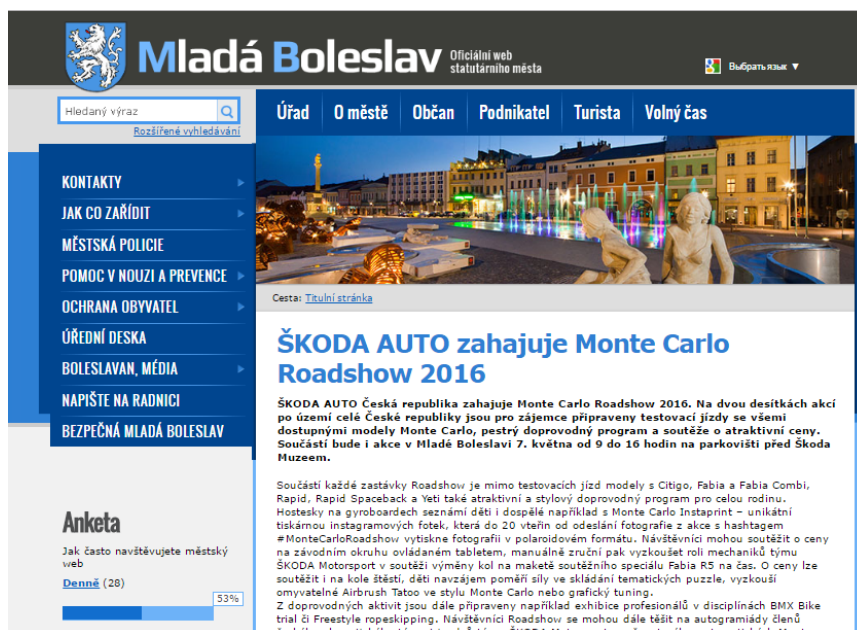 Mladá Boleslav
Oficiální web
statutárního města
Выбрать язык ▼
Hledaný výraz
Rozšířené vyhledávání
Úřad O městě Občan Podnikatel Turista Volný čas
KONTAKTY
JAK CO ZAŘÍDIT
MĚSTSKÁ POLICIE
POMOC V NOUZI A PREVENCE
OCHRANA OBYVATEL
ÚŘEDNÍ DESKA
BOLESLAVAN, MÉDIA
NAPIŠTE NA RADNICI
BEZPEČNÁ MLADÁ BOLESLAV
Anketa
Jak často navštěvujete městský
web
Denně (28)
53%
Cesta: Titulní stránka
ŠKODA AUTO zahajuje Monte Carlo
Roadshow 2016
ŠKODA AUTO Česká republika zahajuje Monte Carlo Roadshow 2016. Na dvou desítkách akcí
po území celé České republiky jsou pro zájemce připraveny testovací jízdy se všemi
dostupnými modely Monte Carlo, pestrý doprovodný program a soutěže o atraktivní ceny.
Součástí bude i akce v Mladé Boleslavi 7. května od 9 do 16 hodin na parkovišti před Škoda
Muzeem.
Součástí každé zastávky Roadshow je mimo testovacích jízd modely s Citigo, Fabia a Fabia Combi,
Rapid, Rapid Spaceback a Yeti také atraktivní a stylový doprovodný program pro celou rodinu.
Hostesky na gyroboardech seznámí děti i dospělé například s Monte Carlo Instaprint – unikátní
tiskárnou instagramových fotek, která do 20 vteřin od odeslání fotografie z akce s hashtagem
#MonteCarloRoadshow vytiskne fotografii v polaroidovém formátu. Návštěvníci mohou soutěžit o ceny
na závodním okruhu ovládaném tabletem, manuálně zruční pak vyzkoušet roli mechaniků týmu
ŠKODA Motorsport v soutěži výměny kol na maketě soutěžního speciálu Fabia R5 na čas. O ceny lze
soutěžit i na kole štěstí, děti navzájem poměří síly ve skládání tematických puzzle, vyzkouší
omyvatelné Airbrush Tatoo ve stylu Monte Carlo nebo grafický tuning.
Z doprovodných aktivit jsou dále připraveny například exhibice profesionálů v disciplínách BMX Bike
trial či Freestyle ropeskipping. Návštěvníci Roadshow se mohou dále těšit na autogramiády členů